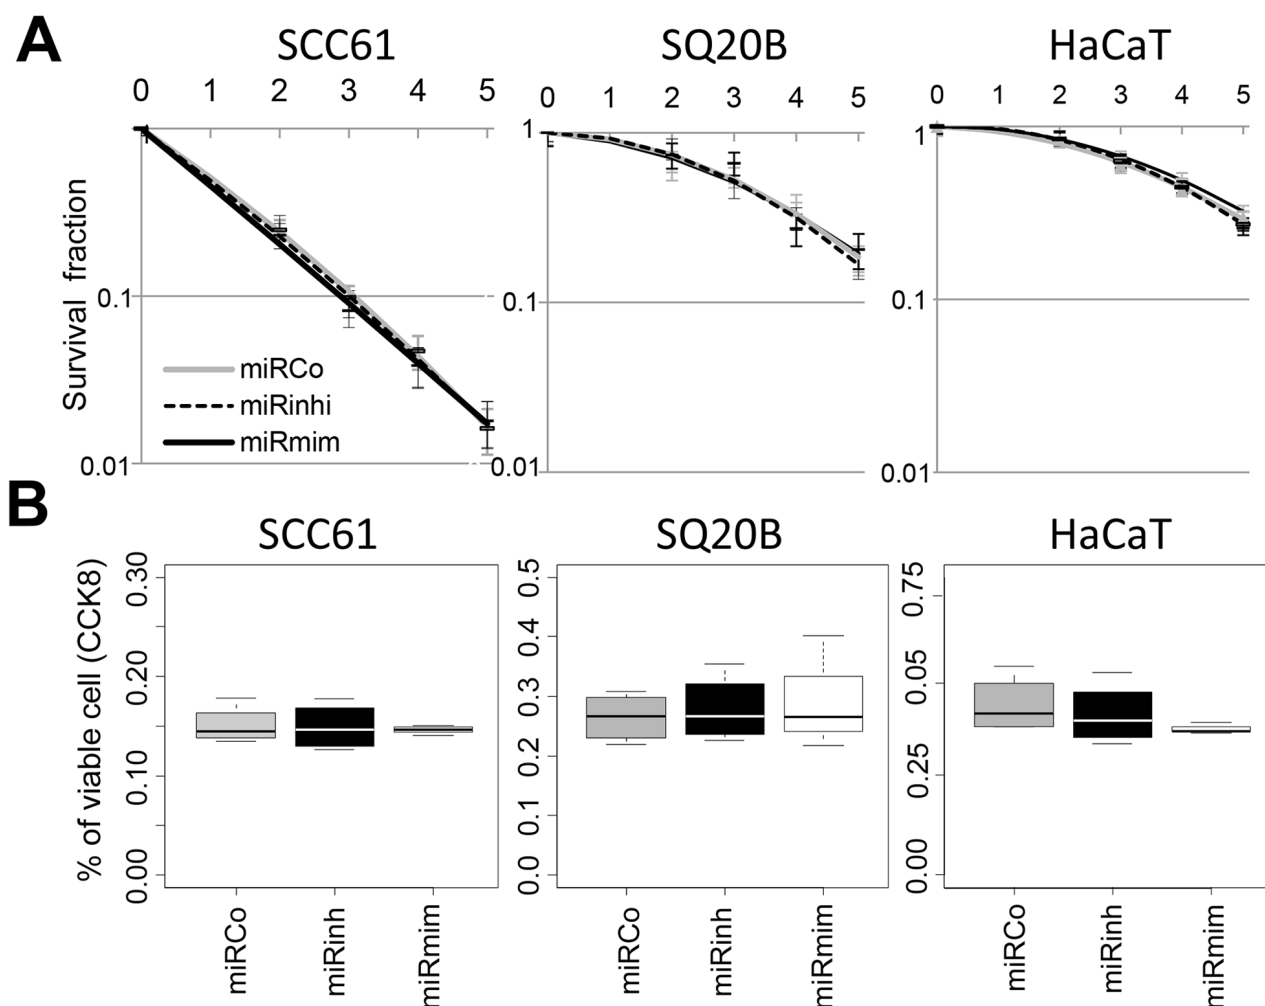 A
SCC61 SQ20B HaCaT
0 1 2 3 4 5
0 1 2 3 4 5
0 1 2 3 4 5
Survival fraction
0.1
0.01
1
0.1
0.01
1
0.1
0.01
miRCo
miRinhi
miRmim
B
SCC61 SQ20B HaCaT
% of viable cell (CCK8)
0.30
0.20
0.10
0.00
0.5
0.4
0.3
0.2
0.1
0.0
0.75
0.05
0.25
0.00
miRCo miRinh miRmim
miRCo miRinh miRmim
miRCo miRinh miRmim